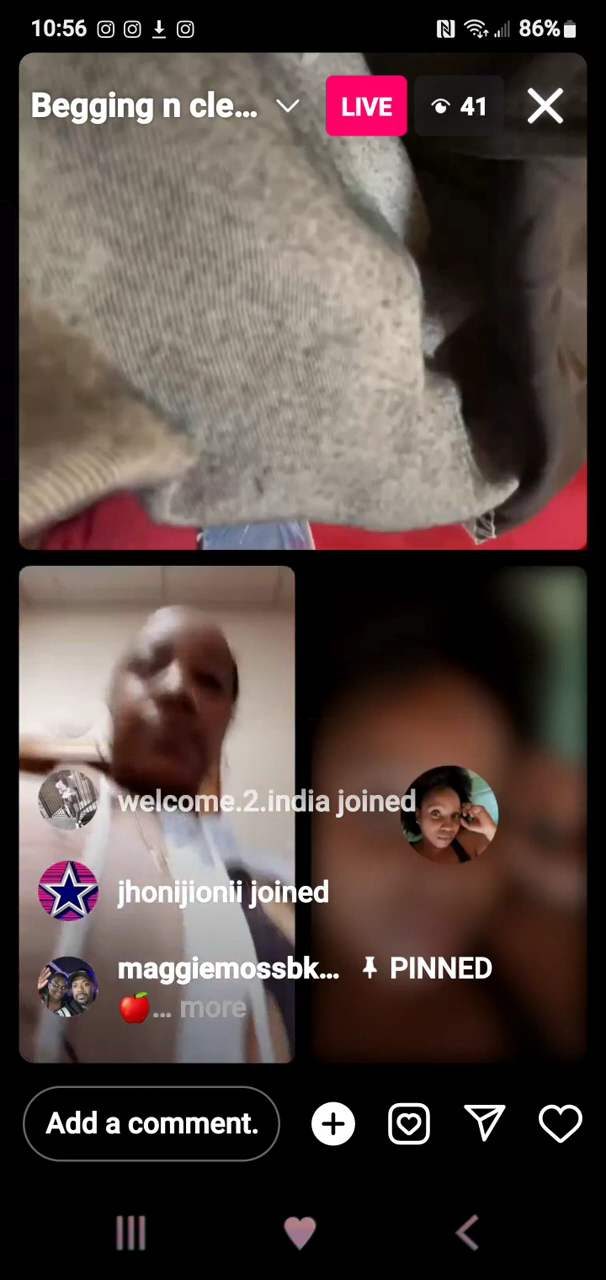 10:56 86%
Begging n cle... LIVE 41
welcome.2.india joined
jhonijionii joined
maggiemossbk... PINNED
🍎... more
Add a comment.